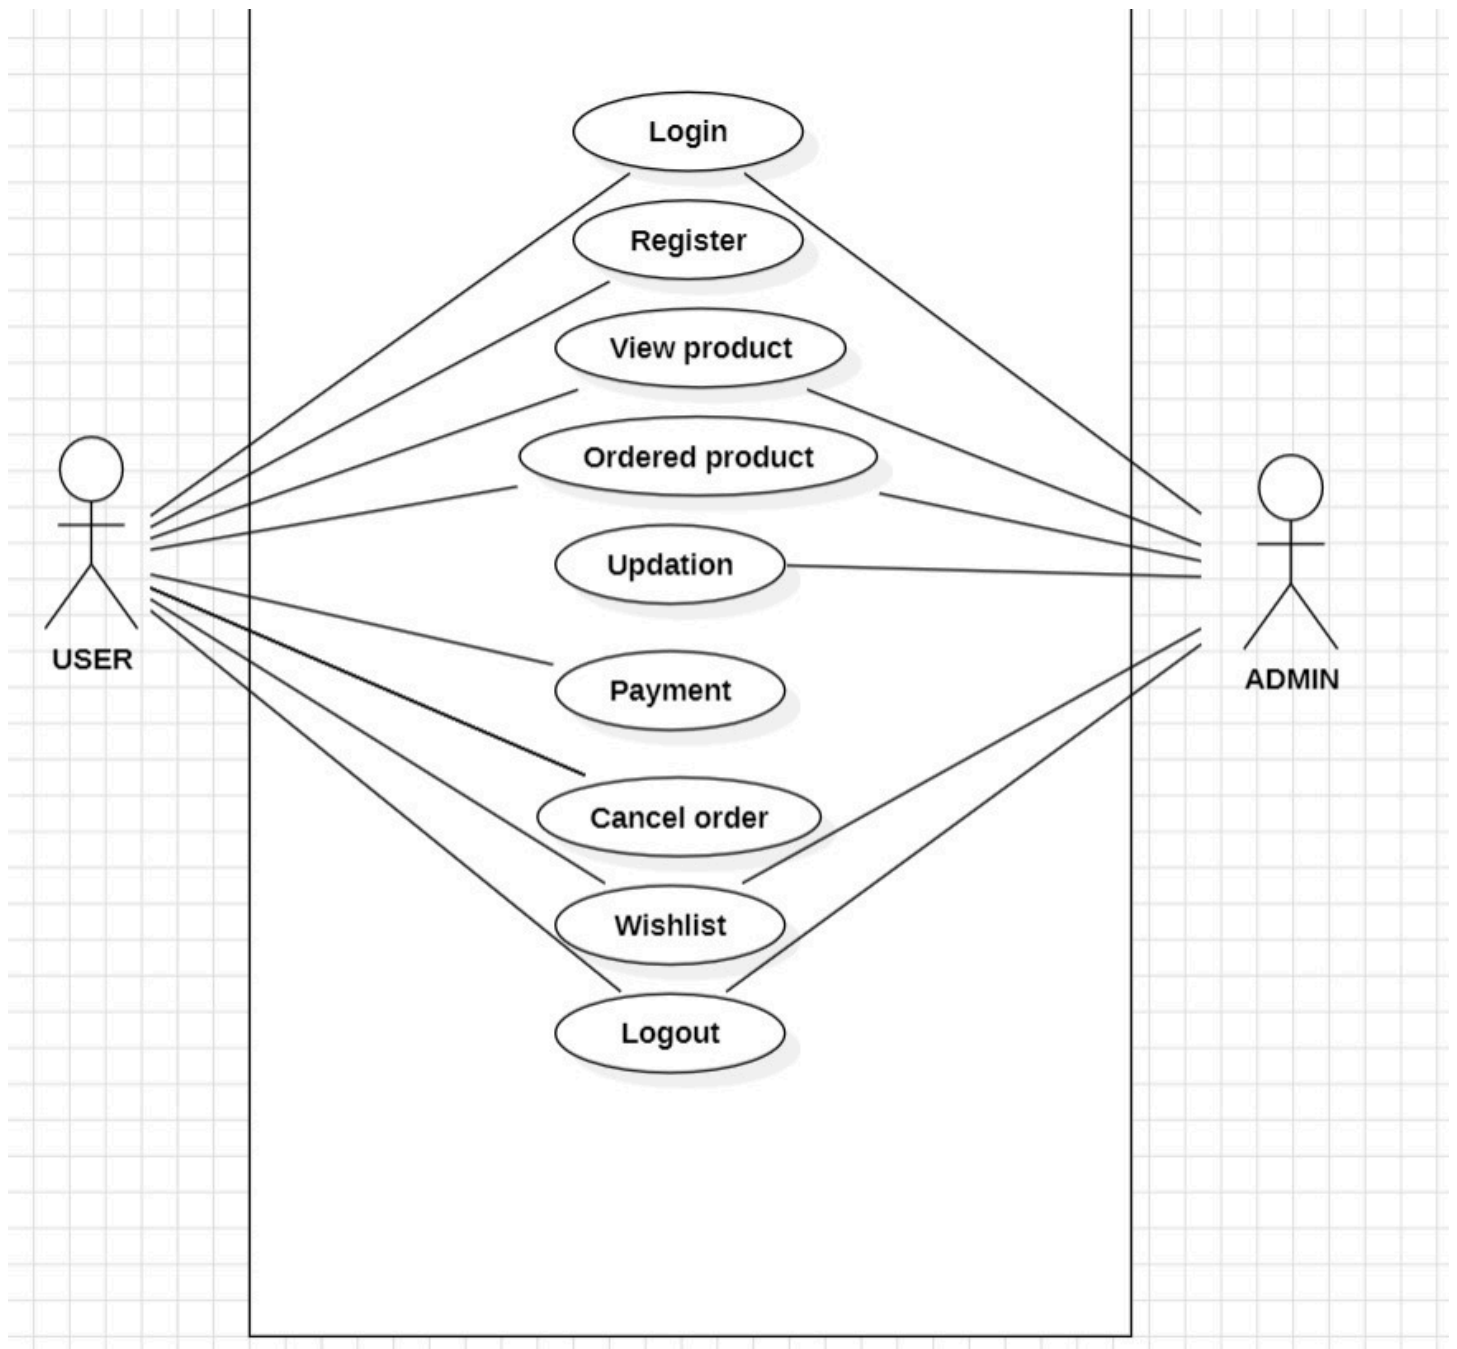 Login
Register
View product
Ordered product
Updation
USER
ADMIN
Payment
Cancel order
Wishlist
Logout